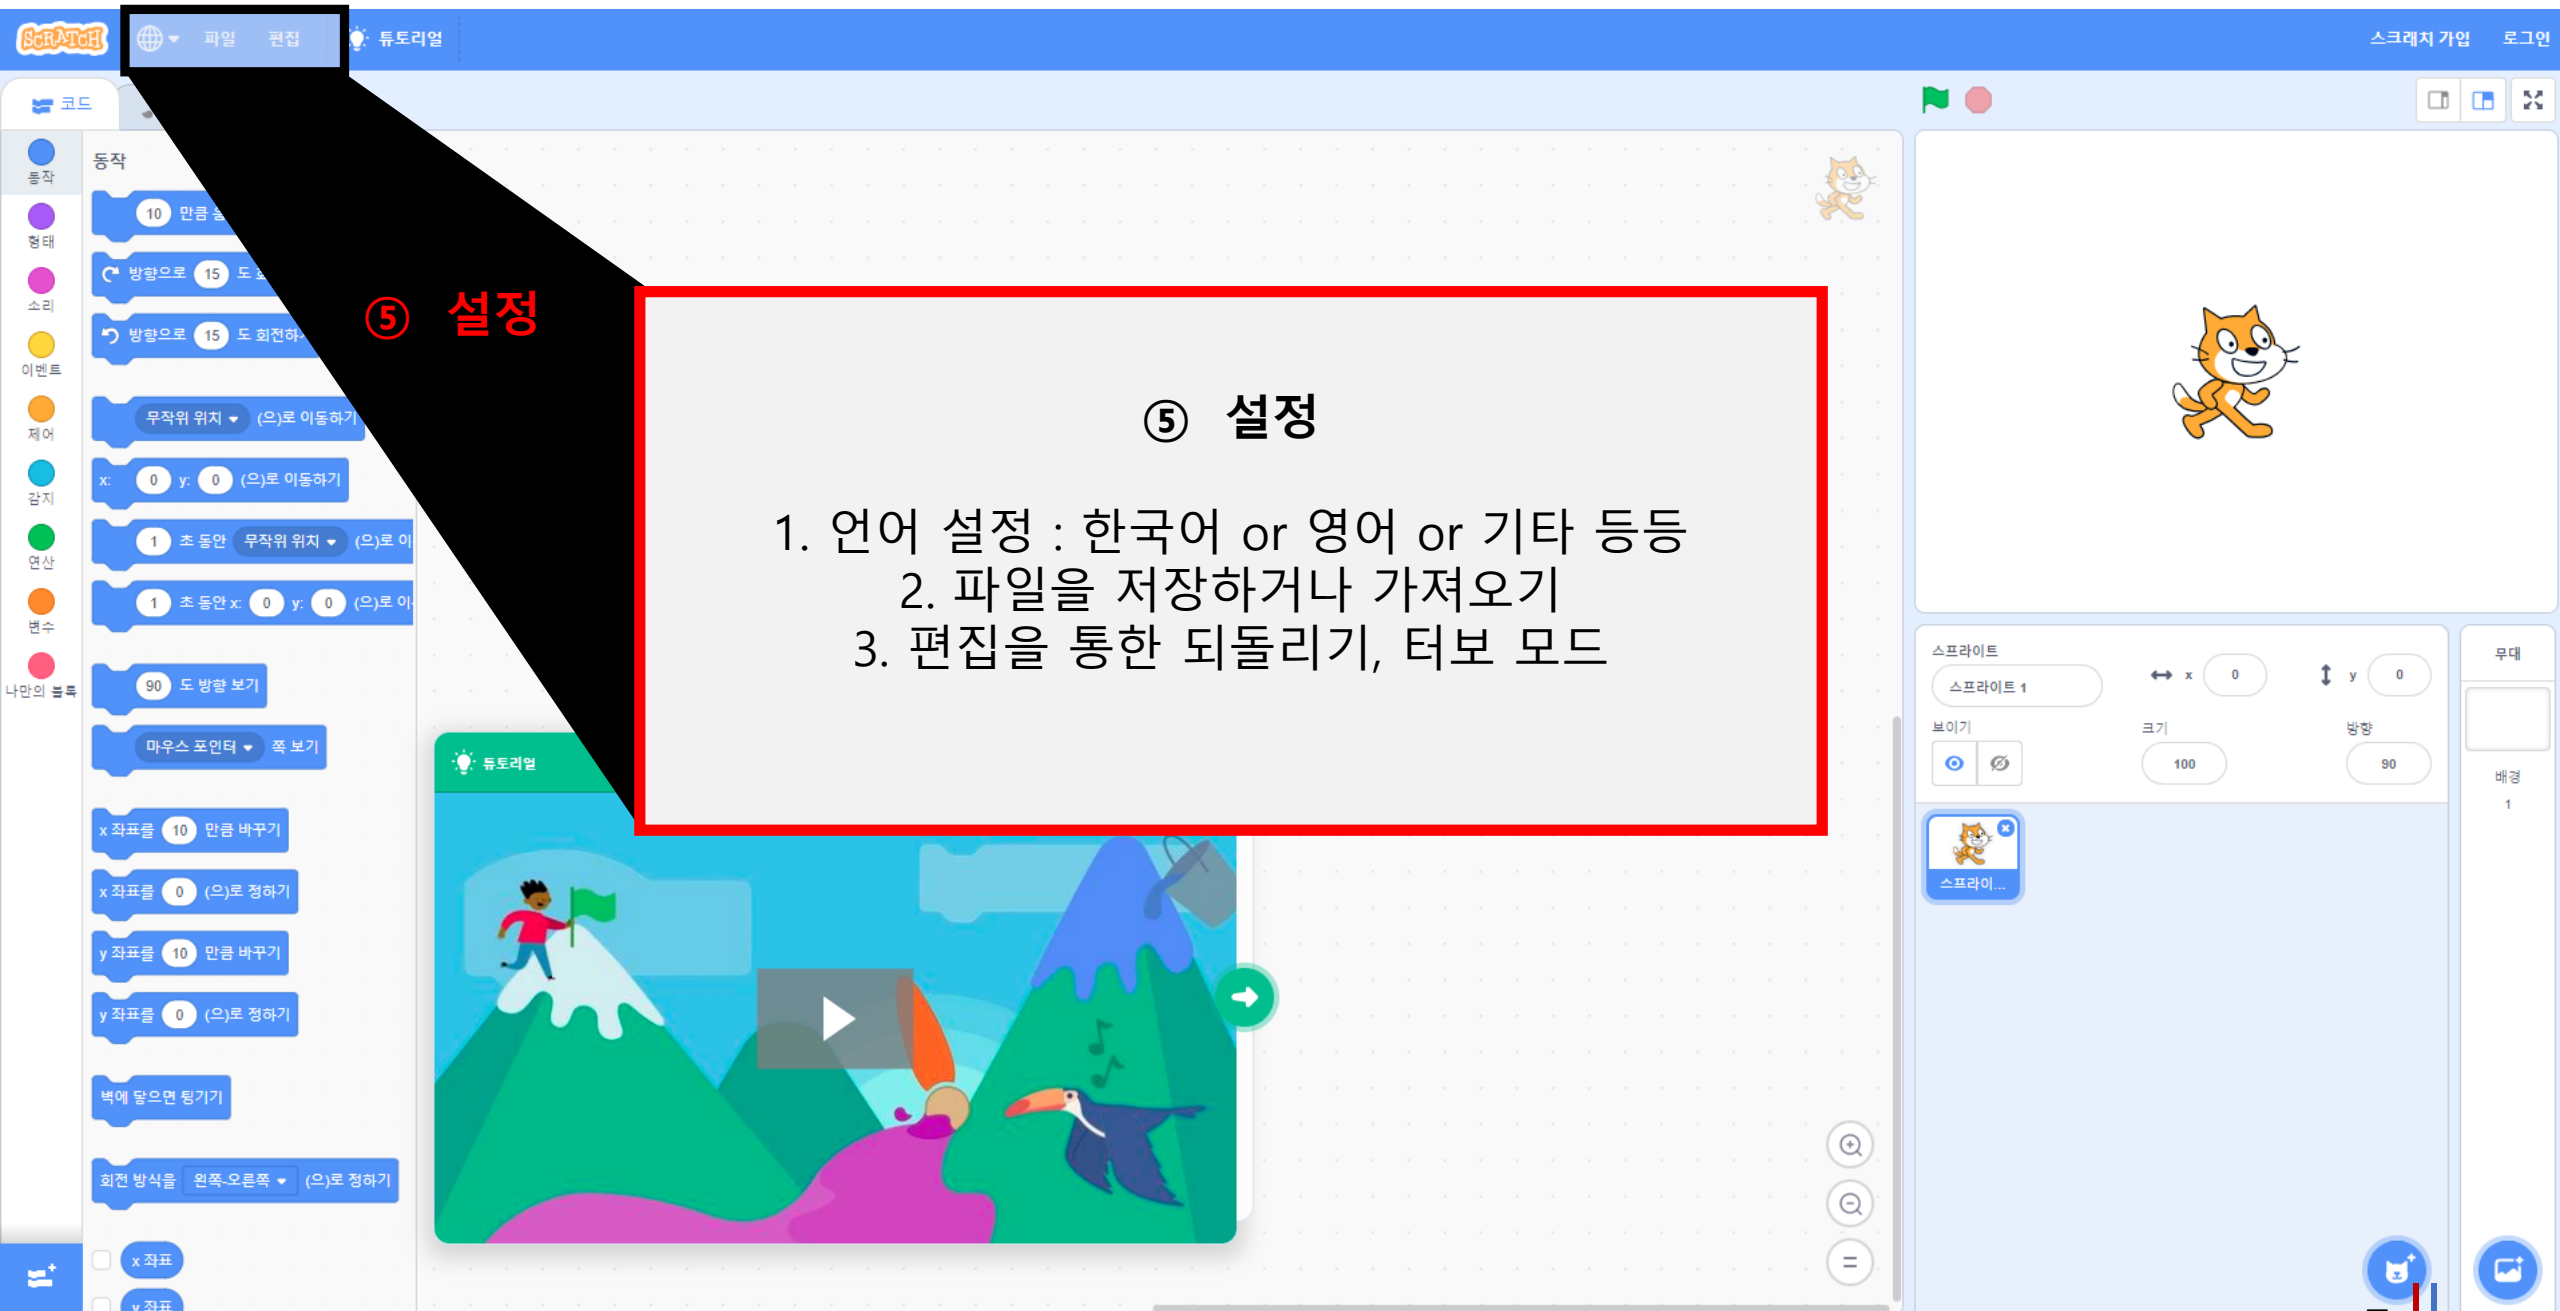 SCRATCH 파일 편집 튜토리얼 스크래치 가입 로그인
코드
동작
형태
소리
이벤트
제어
감지
연산
변수
나만의 블록
동작
10 만큼
방향으로 15 도
방향으로 15 도 회전하
무작위 위치 (으)로 이동하기
x: 0 y: 0 (으)로 이동하기
1 초 동안 무작위 위치 (으)로 이
1 초 동안 x: 0 y: 0 (으)로 이
90 도 방향 보기
마우스 포인터 쪽 보기
x 좌표를 10 만큼 바꾸기
x 좌표를 0 (으)로 정하기
y 좌표를 10 만큼 바꾸기
y 좌표를 0 (으)로 정하기
벽에 닿으면 튕기기
회전 방식을 왼쪽-오른쪽 (으)로 정하기
x 좌표
y 좌표
⑤ 설정
⑤ 설정
1. 언어 설정 : 한국어 or 영어 or 기타 등등
2. 파일을 저장하거나 가져오기
3. 편집을 통한 되돌리기, 터보 모드
튜토리얼
스프라이트
스프라이트 1
x 0
y 0
보이기
크기
100
방향
90
스프라이...
무대
배경
1